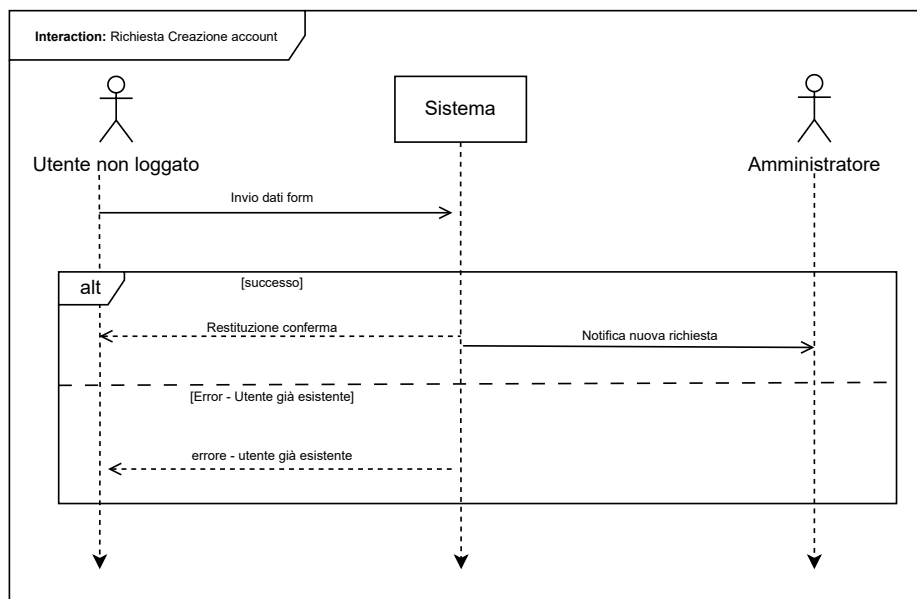 Interaction: Richiesta Creazione account
Sistema
Utente non loggato
Amministratore
Invio dati form
alt
[successo]
Restituzione conferma
Notifica nuova richiesta
[Error - Utente già esistente]
errore - utente già esistente